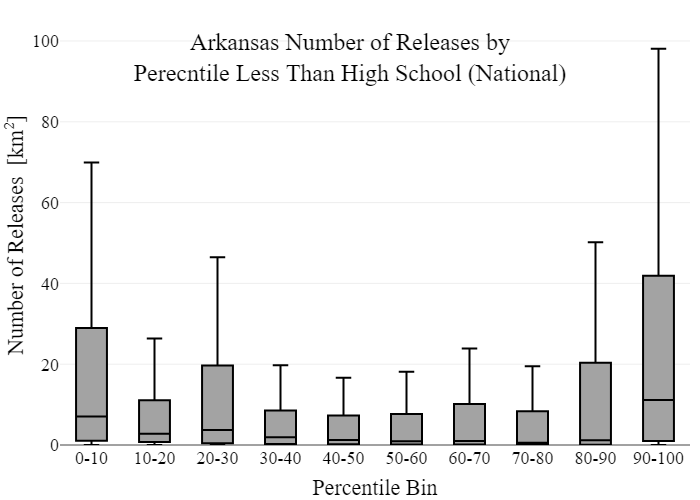 Arkansas Number of Releases by
Perecntile Less Than High School (National)
Number of Releases [km²]
100
80
60
40
20
0
0-10 10-20 20-30 30-40 40-50 50-60 60-70 70-80 80-90 90-100
Percentile Bin